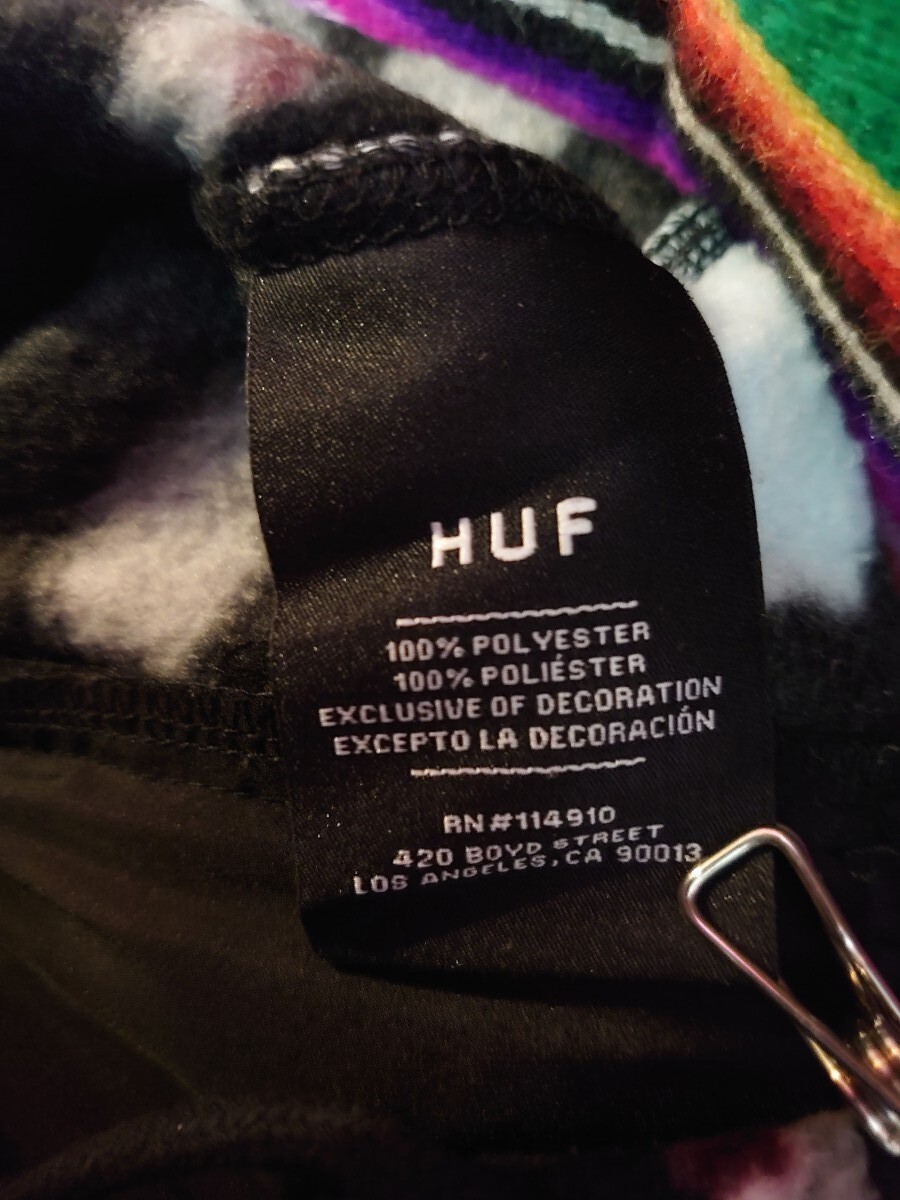 HUF
100% POLYESTER
100% POLIÉSTER
EXCLUSIVE OF DECORATION
EXCEPTO LA DECORACIÓN
RN#114910
420 BOYD STREET
LOS ANGELES,CA 90013